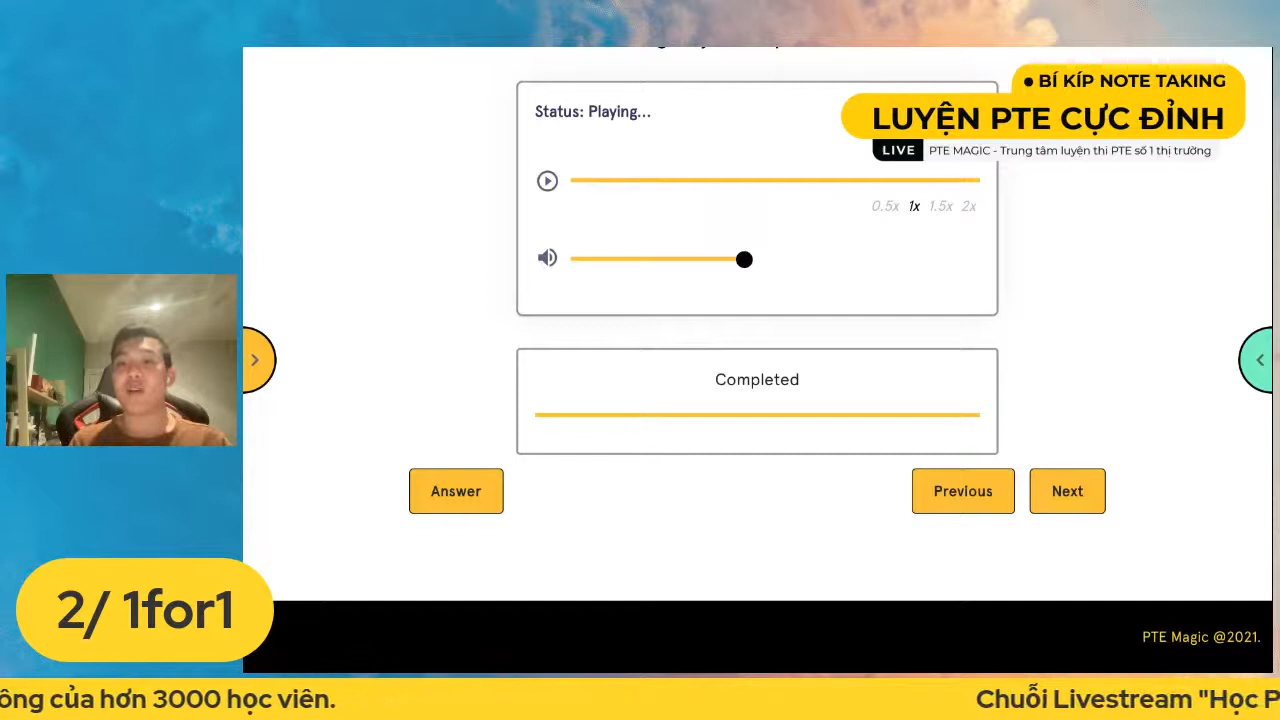 Status: Playing...
BÍ KÍP NOTE TAKING
LUYỆN PTE CỰC ĐỈNH
LIVE PTE MAGIC - Trung tâm luyện thi PTE số 1 thị trường
0.5x 1x 1.5x 2x
Completed
Answer Previous Next
2/ 1for1
PTE Magic @2021.
ông của hơn 3000 học viên. Chuỗi Livestream "Học P